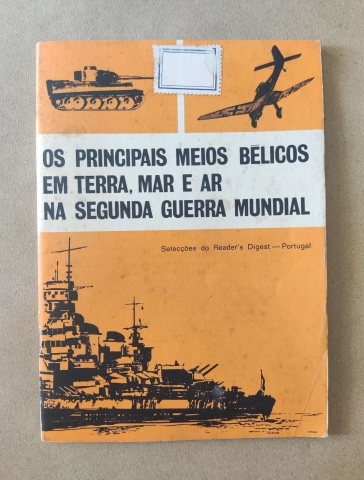 OS PRINCIPAIS MEIOS BÉLICOS
EM TERRA, MAR E AR
NA SEGUNDA GUERRA MUNDIAL
Selecções do Reader's Digest — Portugal